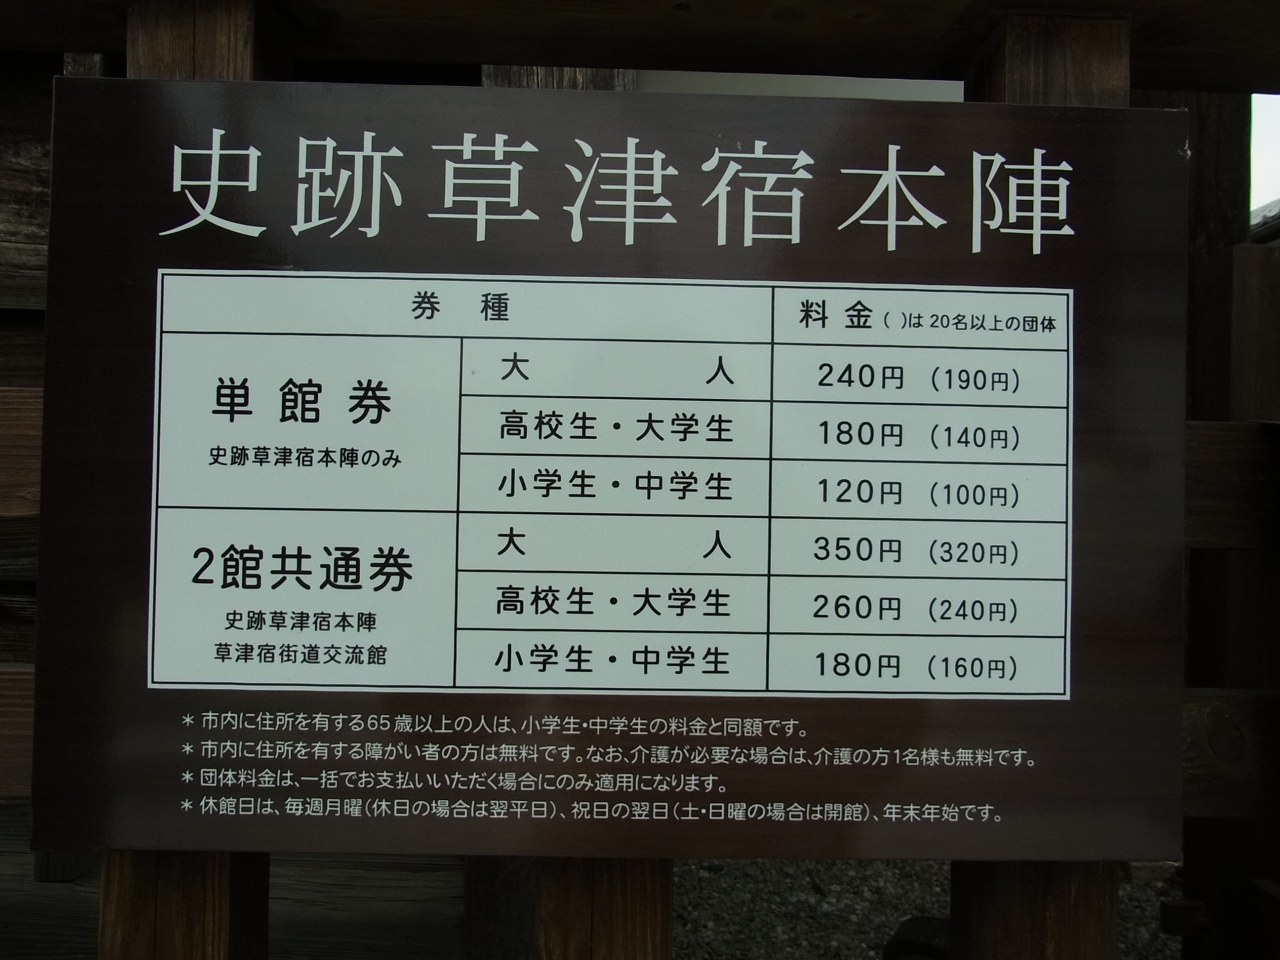 史跡草津宿本陣
券 種 料 金 ( )は 20名以上の団体
単館券
史跡草津宿本陣のみ
大 人 240円 (190円)
高校生・大学生 180円 (140円)
小学生・中学生 120円 (100円)
2館共通券
史跡草津宿本陣
草津宿街道交流館
大 人 350円 (320円)
高校生・大学生 260円 (240円)
小学生・中学生 180円 (160円)
＊ 市内に住所を有する65歳以上の人は、小学生・中学生の料金と同額です。
＊ 市内に住所を有する障がい者の方は無料です。なお、介護が必要な場合は、介護の方1名様も無料です。
＊ 団体料金は、一括でお支払いいただく場合にのみ適用になります。
＊ 休館日は、毎週月曜(休日の場合は翌平日)、祝日の翌日(土・日曜の場合は開館)、年末年始です。